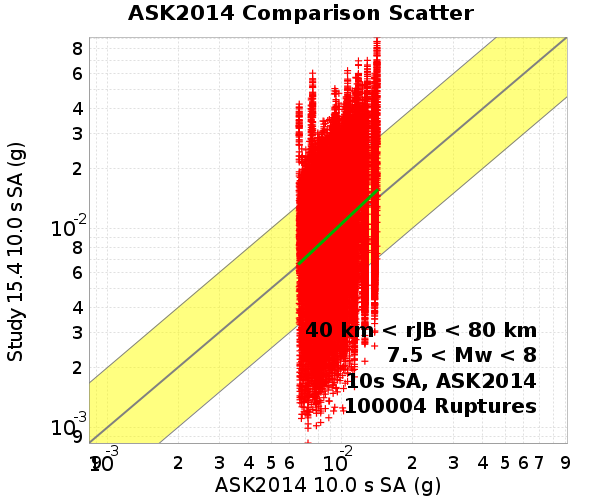 ASK2014 Comparison Scatter
Study 15.4 10.0 s SA (g)
8
6
4
3
2
10⁻²
8
6
4
3
2
10⁻³
9
40 km < rJB < 80 km
7.5 < Mw < 8
10s SA, ASK2014
100004 Ruptures
9 10⁻³ 2 3 4 5 6 10⁻² 2 3 4 5 6 7 9
ASK2014 10.0 s SA (g)